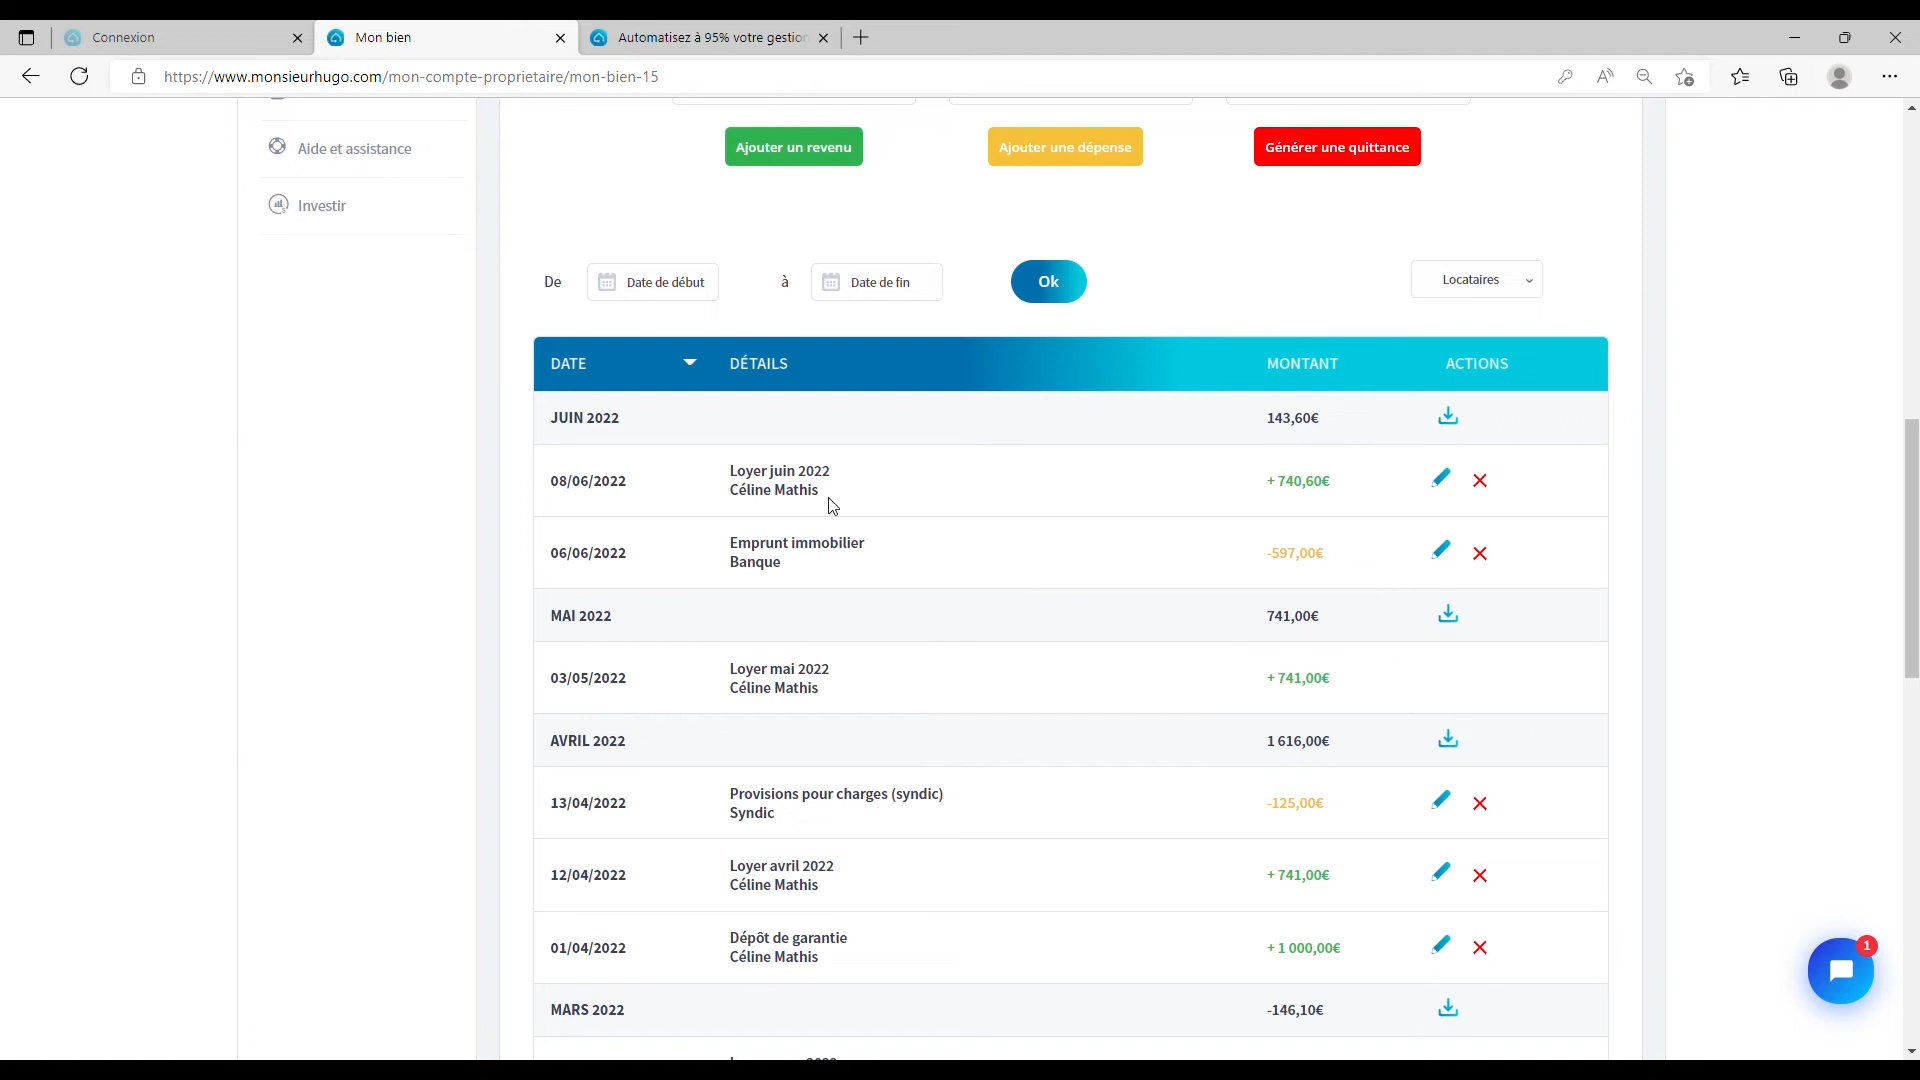 Connexion
Mon bien
Automatisez à 95% votre gestion
https://www.monsieurhugo.com/mon-compte-proprietaire/mon-bien-15
Aide et assistance
Investir
Ajouter un revenu
Ajouter une dépense
Générer une quittance
De
Date de début
à
Date de fin
Ok
Locataires
DATE DÉTAILS MONTANT ACTIONS
JUIN 2022 143,60€
08/06/2022 Loyer juin 2022 +740,60€
Céline Mathis
06/06/2022 Emprunt immobilier -597,00€
Banque
MAI 2022 741,00€
03/05/2022 Loyer mai 2022 +741,00€
Céline Mathis
AVRIL 2022 1 616,00€
13/04/2022 Provisions pour charges (syndic) -125,00€
Syndic
12/04/2022 Loyer avril 2022 +741,00€
Céline Mathis
01/04/2022 Dépôt de garantie +1 000,00€
Céline Mathis
1
MARS 2022 -146,10€